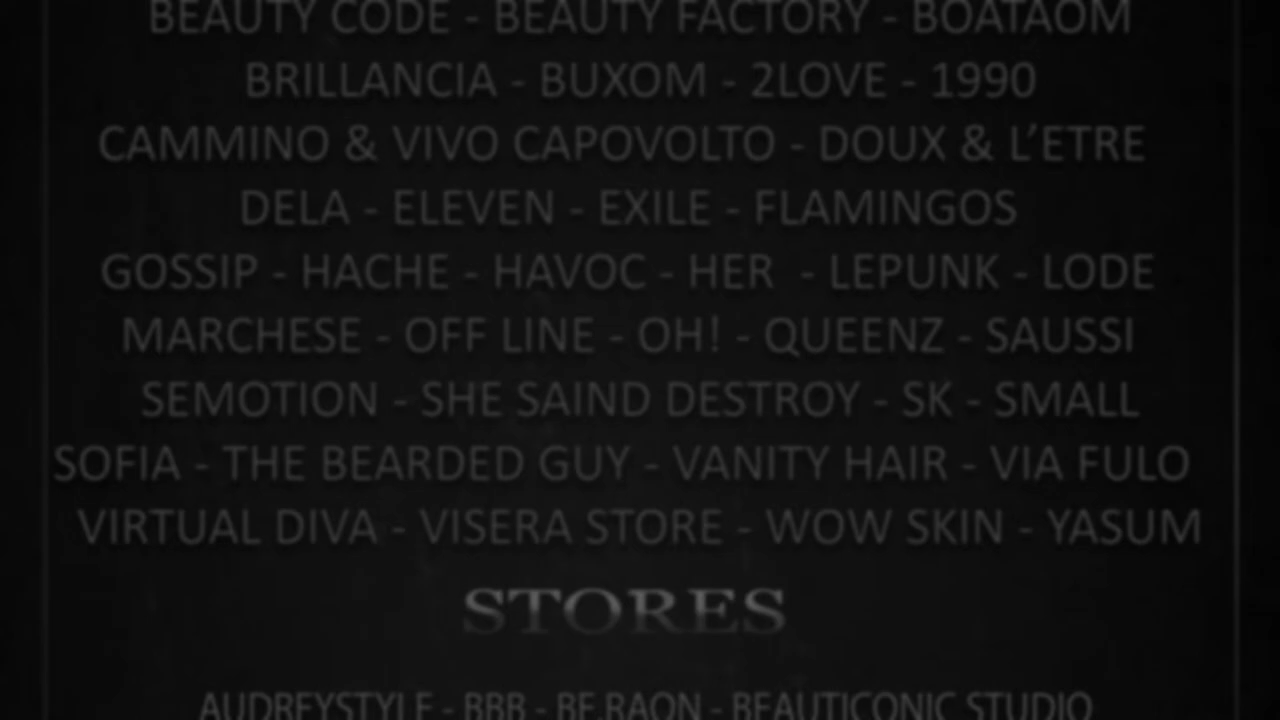 BEAUTY CODE - BEAUTY FACTORY - BOATAOM
BRILLANCIA - BUXOM - 2LOVE - 1990
CAMMINO & VIVO CAPOVOLTO - DOUX & L’ETRE
DELA - ELEVEN - EXILE - FLAMINGOS
GOSSIP - HACHE - HAVOC - HER - LEPUNK - LODE
MARCHESE - OFF LINE - OH! - QUEENZ - SAUSSI
SEMOTION - SHE SAIND DESTROY - SK - SMALL
SOFIA - THE BEARDED GUY - VANITY HAIR - VIA FULO
VIRTUAL DIVA - VISERA STORE - WOW SKIN - YASUM
STORES
AUDREYSTYLE - BBB - BE.RAON - BEAUTICONIC STUDIO